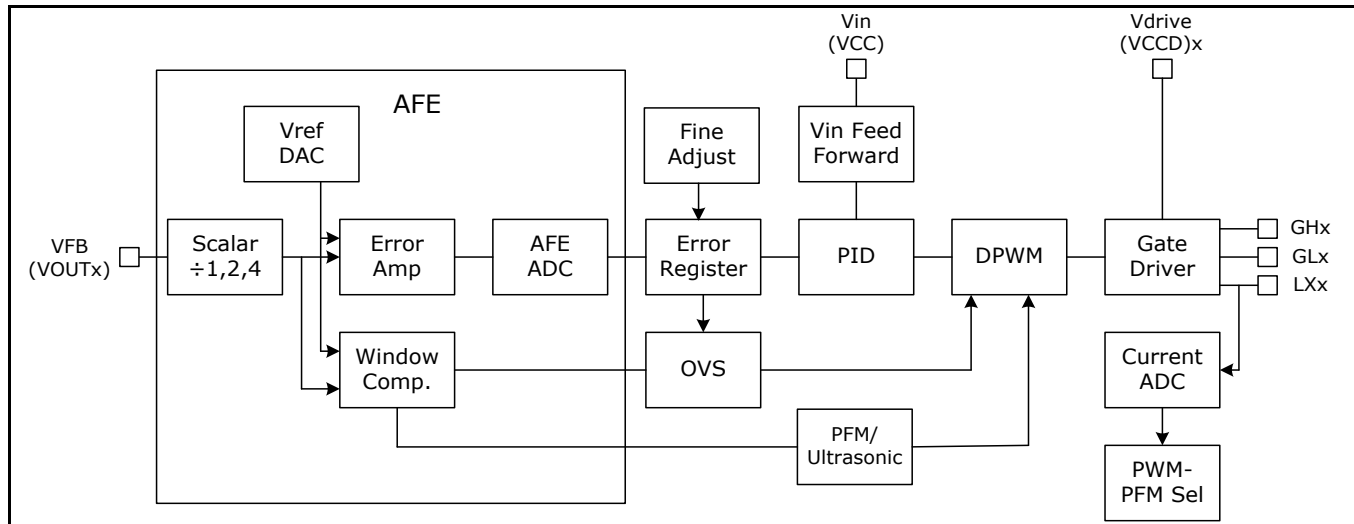 Vin
(VCC)
Vdrive
(VCCD)x
AFE
Vref
DAC
Fine
Adjust
Vin Feed
Forward
VFB
(VOUTx)
Scalar
÷1,2,4
Error
Amp
AFE
ADC
Error
Register
PID
DPWM
Gate
Driver
GHx
GLx
LXx
Window
Comp.
OVS
Current
ADC
PFM/
Ultrasonic
PWM-
PFM Sel